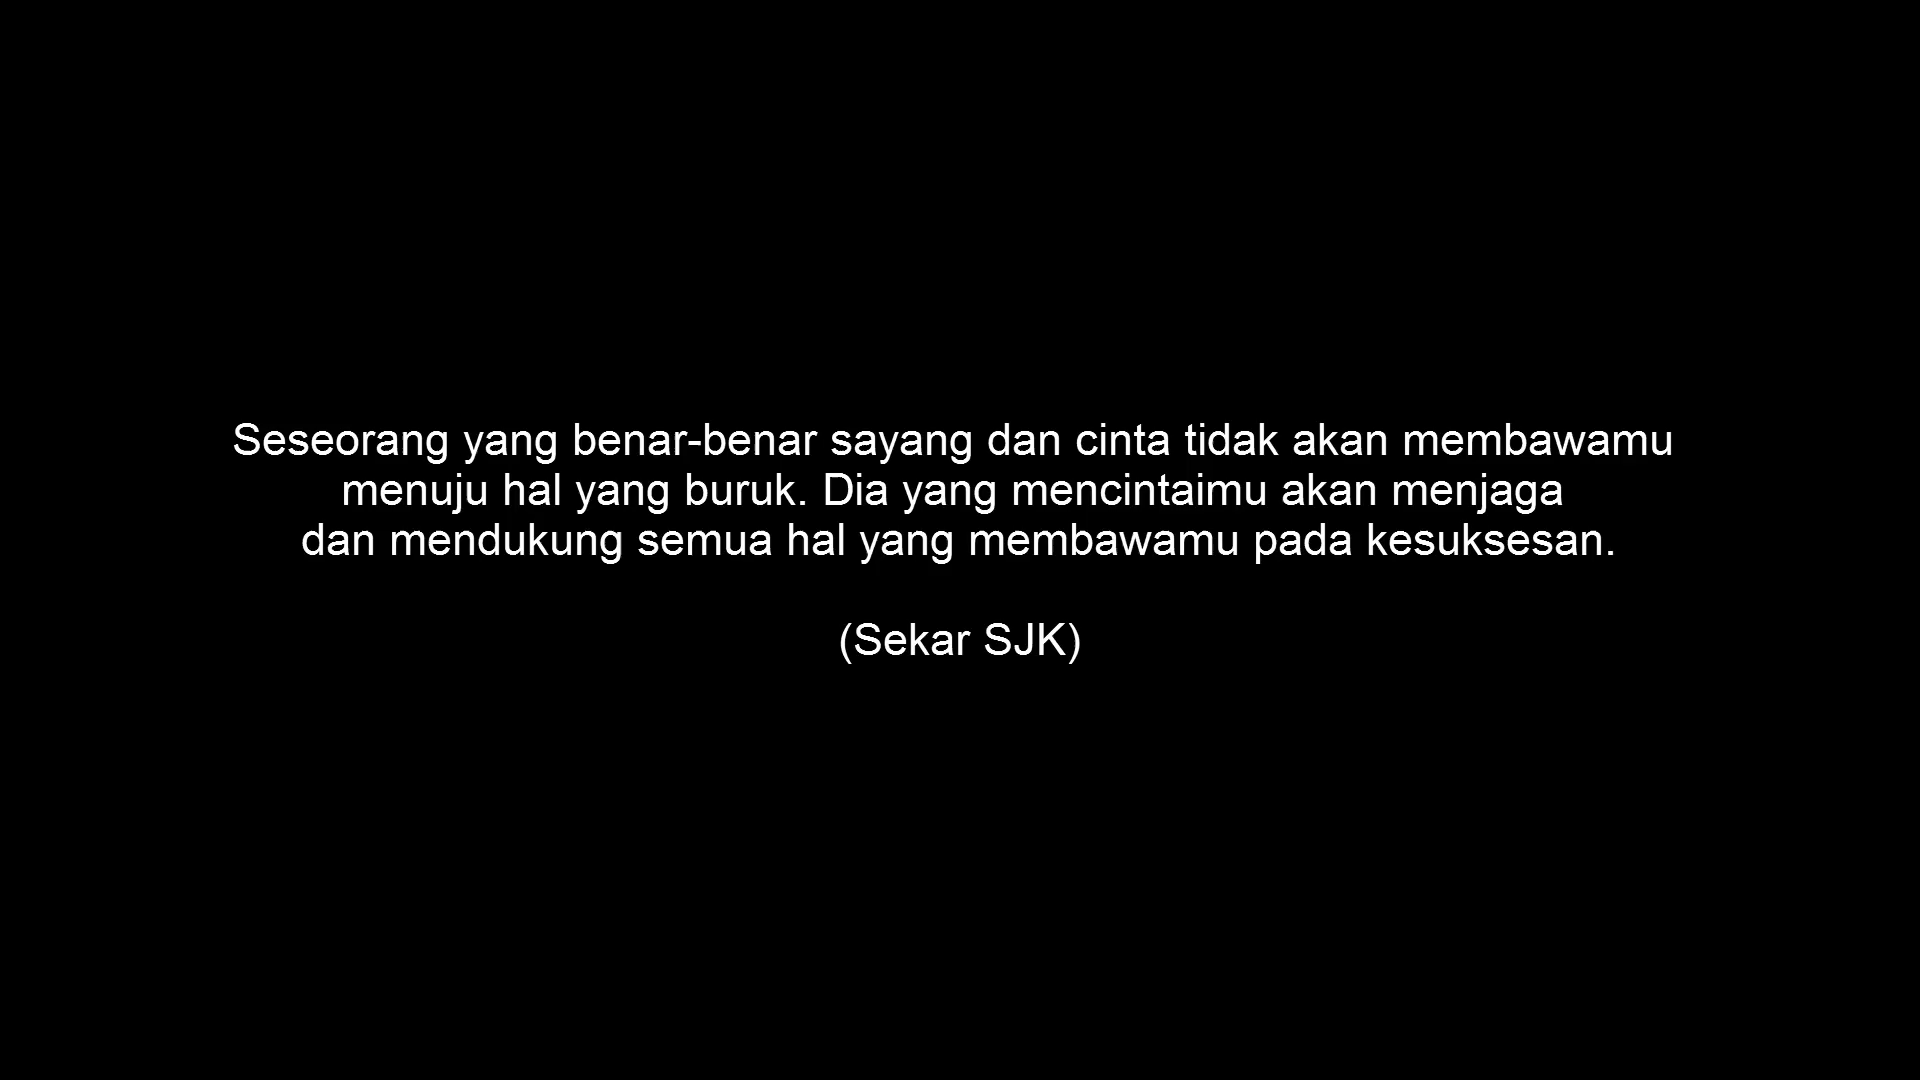 Seseorang yang benar-benar sayang dan cinta tidak akan membawamu
menuju hal yang buruk. Dia yang mencintaimu akan menjaga
dan mendukung semua hal yang membawamu pada kesuksesan.
(Sekar SJK)